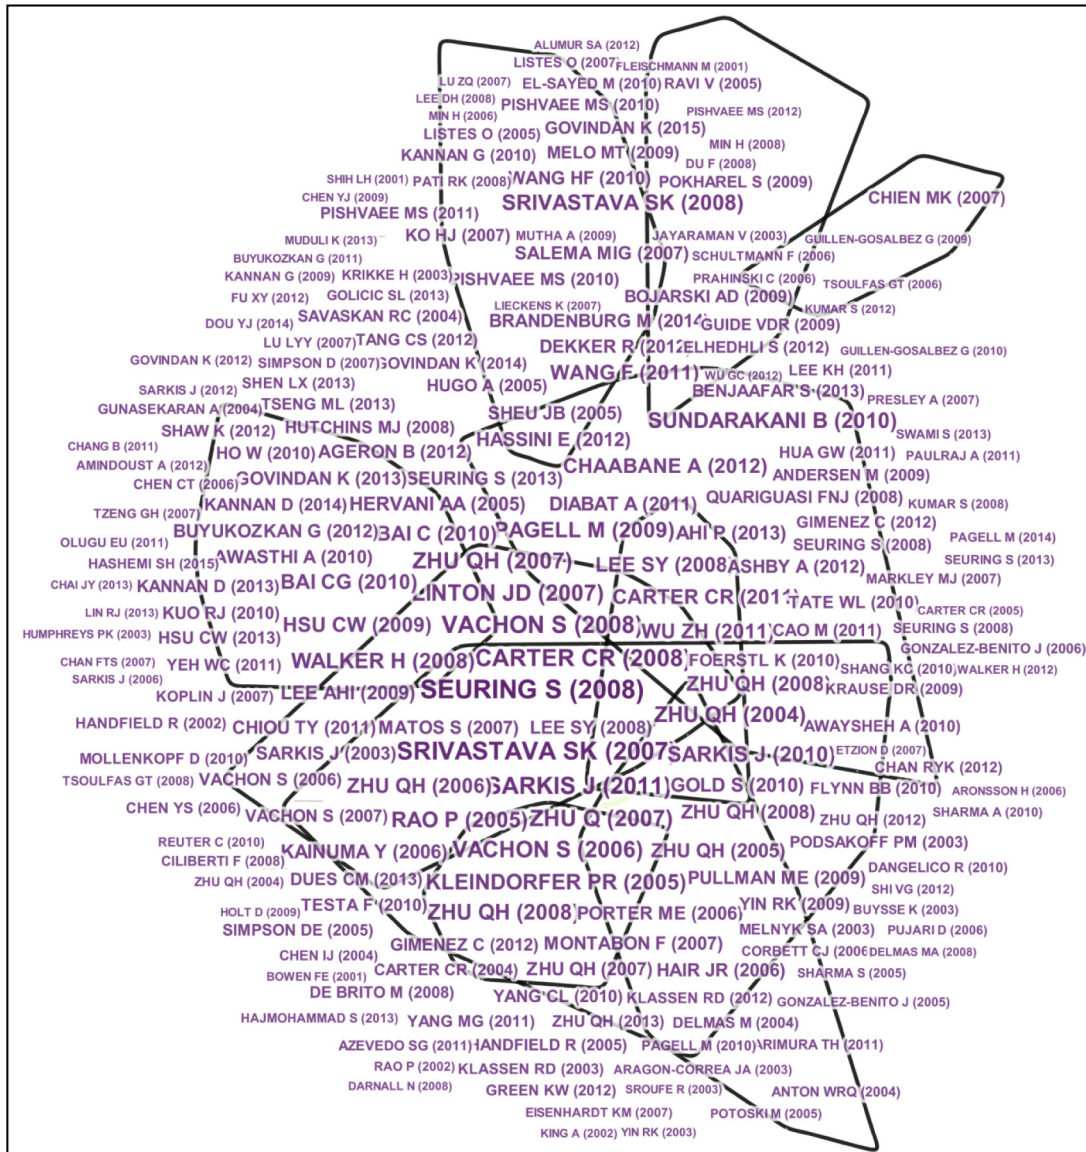 ALUMUR SA (2012)
LISTES O (2007) FLEISCHMANN M (2001)
LU ZQ (2007) EL-SAYED M (2010) RAVI V (2005)
LEE DH (2008) PISHVAEE MS (2010) PISHVAEE MS (2012)
MIN H (2006)
LISTES O (2005) GOVINDAN K (2015)
KANNAN G (2010) MELO MT (2009) MIN H (2008)
DU F (2008)
SHIH LH (2001) PATI RK (2008) WANG HF (2010) POKHAREL S (2009)
CHEN YJ (2009) SRIVASTAVA SK (2008) CHIEN MK (2007)
PISHVAEE MS (2011)
MUDULI K (2013) KO HJ (2007) MUTHA A (2009) JAYARAMAN V (2003) GUILLEN-GOSALBEZ G (2009)
BUYUKOZKAN G (2011) SALEMA MIG (2007) SCHULTMANN F (2006)
KANNAN G (2009) KRIKKE H (2003) PISHVAEE MS (2010) PRAHINSKI C (2006) TSOULFAS GT (2006)
FU XY (2012) GOLICIC SL (2013) LIECKENS K (2007) BOJARSKI AD (2009) KUMAR S (2012)
DOU YJ (2014) SAVASKAN RC (2004) BRANDENBURG M (2014) GUIDE VDR (2009)
LU LYY (2007) TANG CS (2012) DEKKER R (2012) ELHEDHLI S (2012) GUILLEN-GOSALBEZ G (2010)
GOVINDAN K (2012) SIMPSON D (2007) GOVINDAN K (2014) WANG F (2011) WU GC (2012) LEE KH (2011)
SARKIS J (2012) SHEN LX (2013) HUGO A (2005) BENJAAFAR S (2013) PRESLEY A (2007)
GUNASEKARAN A (2004) TSENG ML (2013) SHEU JB (2005) SUNDARAKANI B (2010)
SHAW K (2012) HUTCHINS MJ (2008) HASSINI E (2012) SWAMI S (2013)
CHANG B (2011) HO W (2010) AGERON B (2012) HUA GW (2011) PAULRAJ A (2011)
AMINDOUST A (2012) CHAABANE A (2012) ANDERSEN M (2009)
CHEN CT (2006) GOVINDAN K (2013) SEURING S (2013)
TZENG GH (2007) KANNAN D (2014) HERVANI AA (2005) DIABAT A (2011) QUARIGUASI FNJ (2008) KUMAR S (2008)
OLUGU EU (2011) BUYUKOZKAN G (2012) BAI C (2010) PAGELL M (2009) AHI P (2013) GIMENEZ C (2012) PAGELL M (2014)
HASHEMI SH (2015) AWASTHI A (2010) ZHU QH (2007) LEE SY (2008) ASHBY A (2012) SEURING S (2008) SEURING S (2013)
CHAI JY (2013) KANNAN D (2013) BAI CG (2010) LINTON JD (2007) CARTER CR (2011) TATE WL (2010) MARKLEY MJ (2007)
LIN RJ (2013) KUO RJ (2010) CARTER CR (2005)
HUMPHREYS PK (2003) HSU CW (2013) HSU CW (2009) VACHON S (2008) WU ZH (2011) CAO M (2011) SEURING S (2008)
GONZALEZ-BENITO J (2006)
CHAN FTS (2007) YEH WC (2011) WALKER H (2008) CARTER CR (2008) FOERSTL K (2010) SHANG KC (2010) WALKER H (2012)
SARKIS J (2006) KOPLIN J (2007) LEE AHI (2009) SEURING S (2008) ZHU QH (2008) KRAUSE DR (2009)
HANDFIELD R (2002) CHIOU TY (2011) MATOS S (2007) LEE SY (2008) ZHU QH (2004) AWAYSHEH A (2010)
MOLLENKOPF D (2010) SARKIS J (2003) SRIVASTAVA SK (2007 SARKIS J (2010) ETZION D (2007)
CHAN RYK (2012)
TSOULFAS GT (2008) VACHON S (2006) ZHU QH (2006) SARKIS J (2011) GOLD S (2010) FLYNN BB (2010) ARONSSON H (2006)
CHEN YS (2006) VACHON S (2007) RAO P (2005) ZHU Q (2007) ZHU QH (2008) ZHU QH (2012) SHARMA A (2010)
REUTER C (2010) KAINUMA Y (2006) VACHON S (2006) ZHU QH (2005) PODSAKOFF PM (2003)
CILIBERTI F (2008) DANGELICO R (2010)
ZHU QH (2004) DUES CM (2013) KLEINDORFER PR (2005) PULLMAN ME (2009) SHI VG (2012)
HOLT D (2009) TESTA F (2010) ZHU QH (2008) PORTER ME (2006) YIN RK (2009) BUYSSE K (2003)
SIMPSON DE (2005) MELNYK SA (2003) PUJARI D (2006)
CHEN IJ (2004) GIMENEZ C (2012) MONTABON F (2007) CORBETT CJ (2006 DELMAS MA (2008)
BOWEN FE (2001) CARTER CR (2004) ZHU QH (2007) HAIR JR (2006) SHARMA S (2005)
DE BRITO M (2008) YANG CL (2010) KLASSEN RD (2012) GONZALEZ-BENITO J (2005)
HAJMOHAMMAD S (2013) YANG MG (2011) ZHU QH (2013) DELMAS M (2004)
AZEVEDO SG (2011) HANDFIELD R (2005) PAGELL M (2010) ARIMURA TH (2011)
RAO P (2002) KLASSEN RD (2003) ARAGON-CORREA JA (2003)
DARNALL N (2008) GREEN KW (2012) SROUFE R (2003) ANTON WRQ (2004)
EISENHARDT KM (2007) POTOSKI M (2005)
KING A (2002) YIN RK (2003)